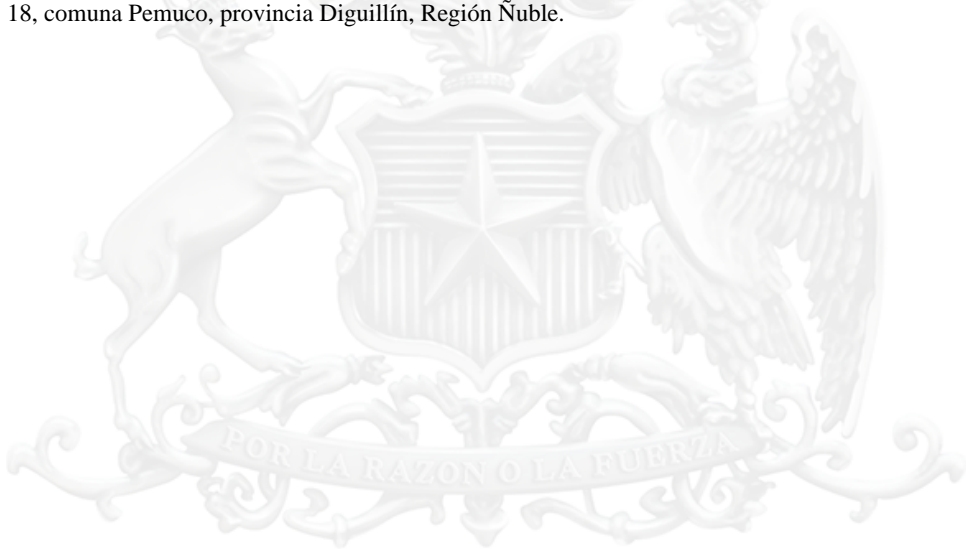 18, comuna Pemuco, provincia Diguillín, Región Ñuble.
POR LA RAZON O LA FUERZA